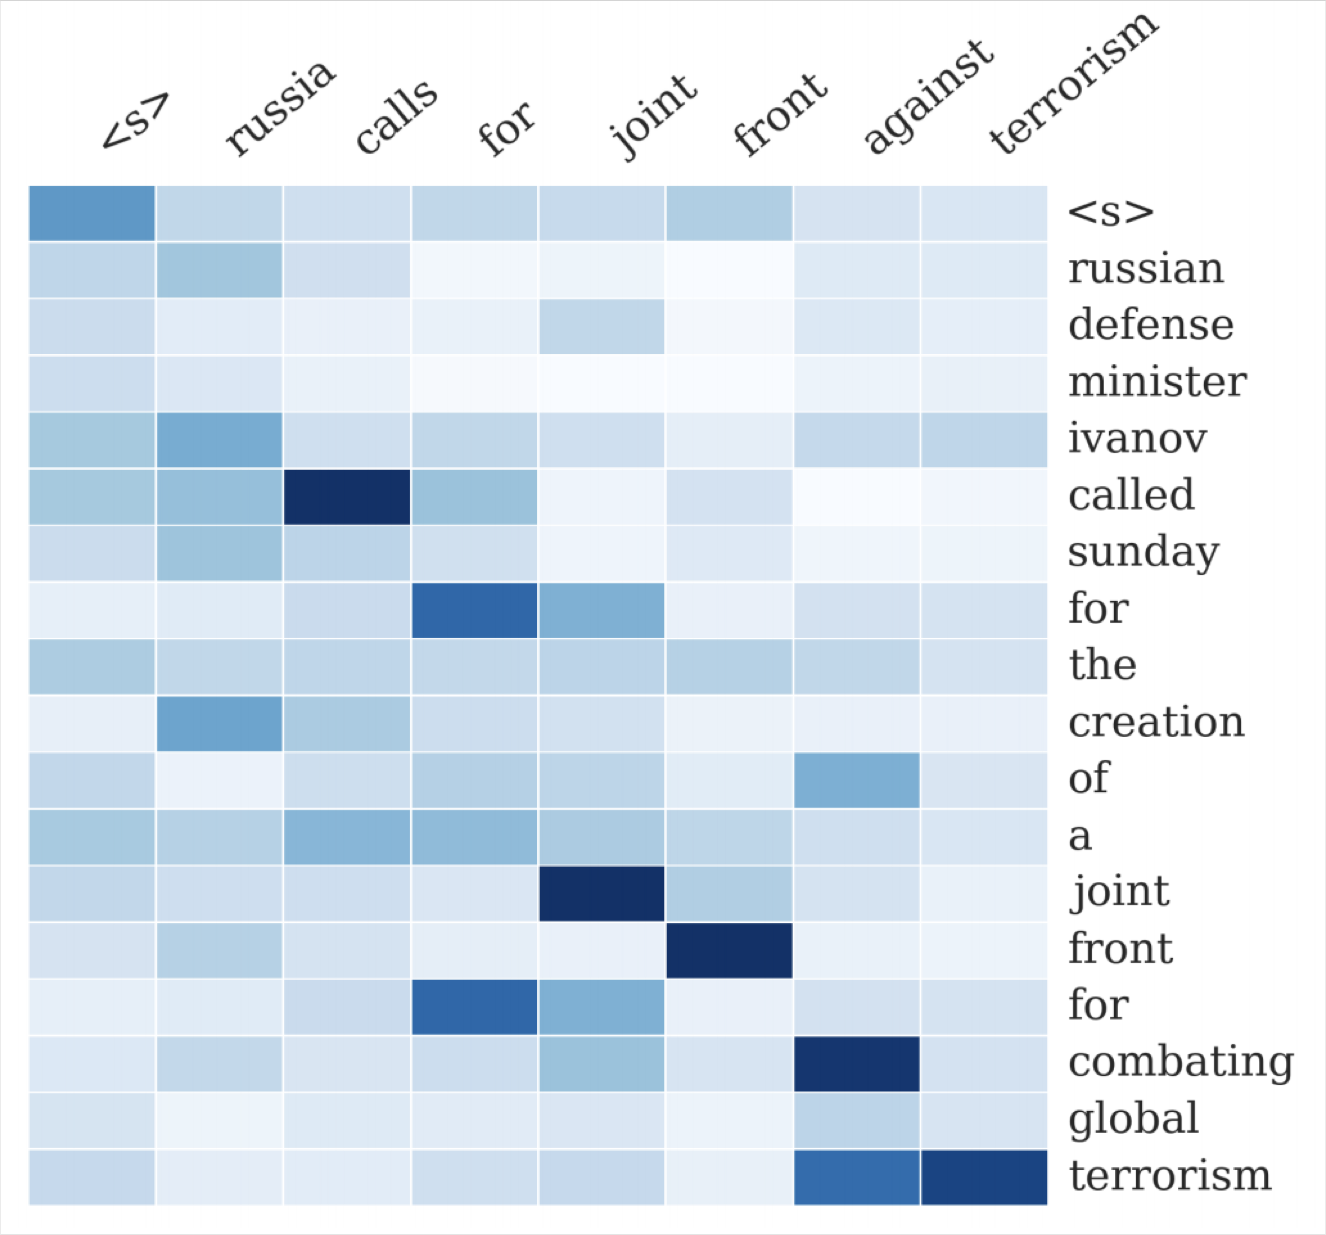 <s> russia calls for joint front against terrorism
<s>
russian
defense
minister
ivanov
called
sunday
for
the
creation
of
a
joint
front
for
combating
global
terrorism